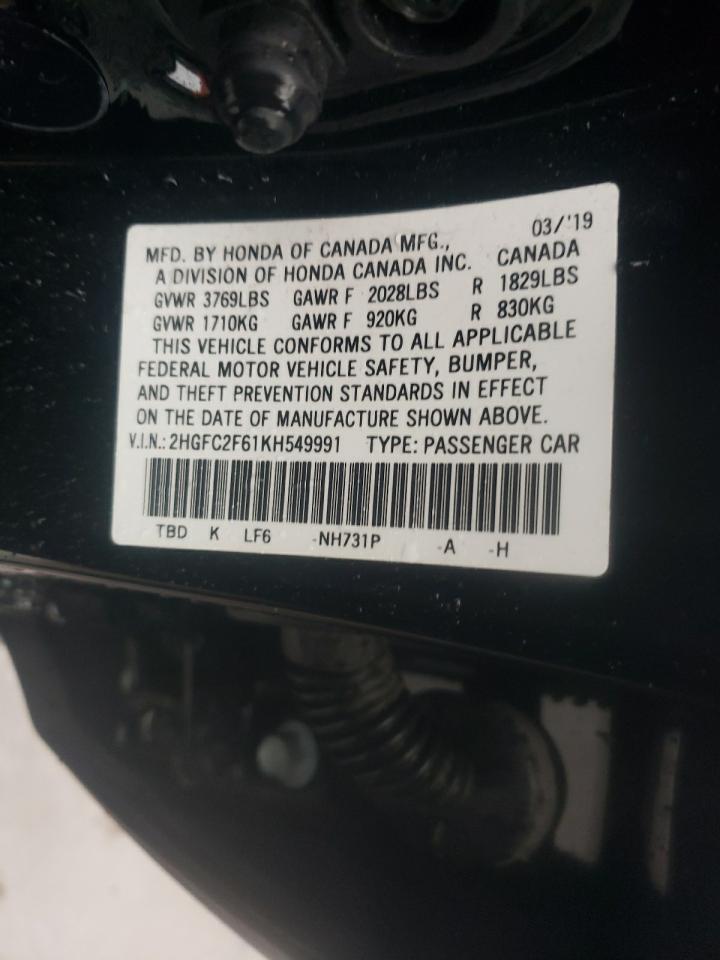 03/'19
MFD. BY HONDA OF CANADA MFG.,
A DIVISION OF HONDA CANADA INC. CANADA
GVWR 3769LBS GAWR F 2028LBS R 1829LBS
GVWR 1710KG GAWR F 920KG R 830KG
THIS VEHICLE CONFORMS TO ALL APPLICABLE
FEDERAL MOTOR VEHICLE SAFETY, BUMPER,
AND THEFT PREVENTION STANDARDS IN EFFECT
ON THE DATE OF MANUFACTURE SHOWN ABOVE.
V.I.N.: 2HGFC2F61KH549991 TYPE: PASSENGER CAR
TBD K LF6 -NH731P -A -H